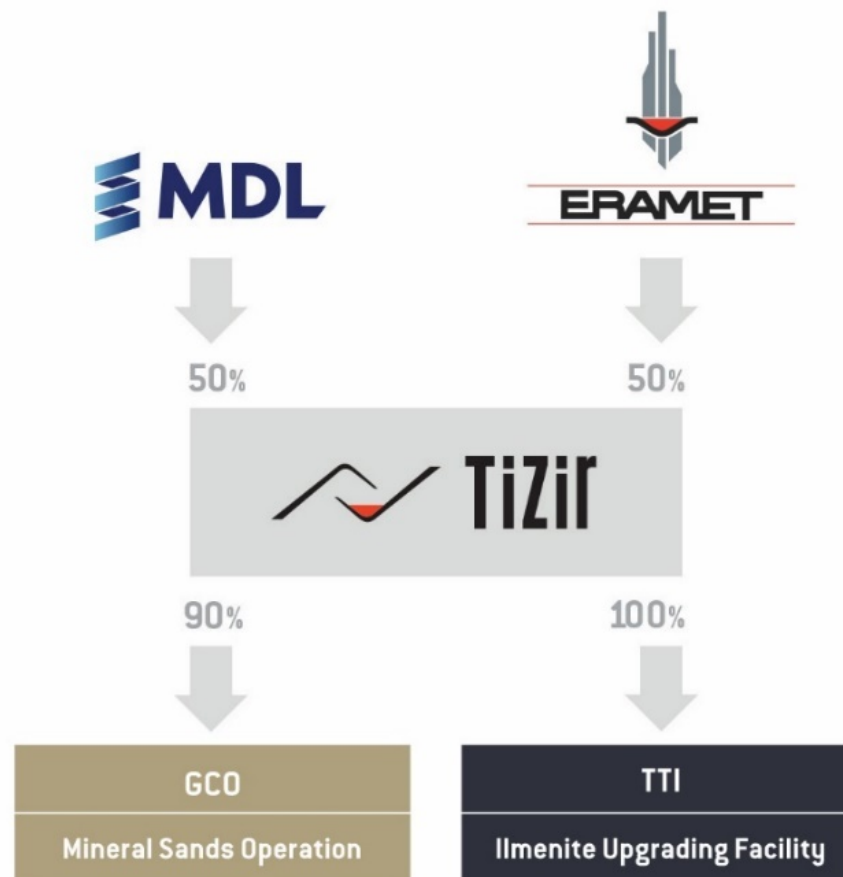 MDL
ERAMET
50%
50%
TiZir
90%
100%
GCO
TTI
Mineral Sands Operation
Ilmenite Upgrading Facility